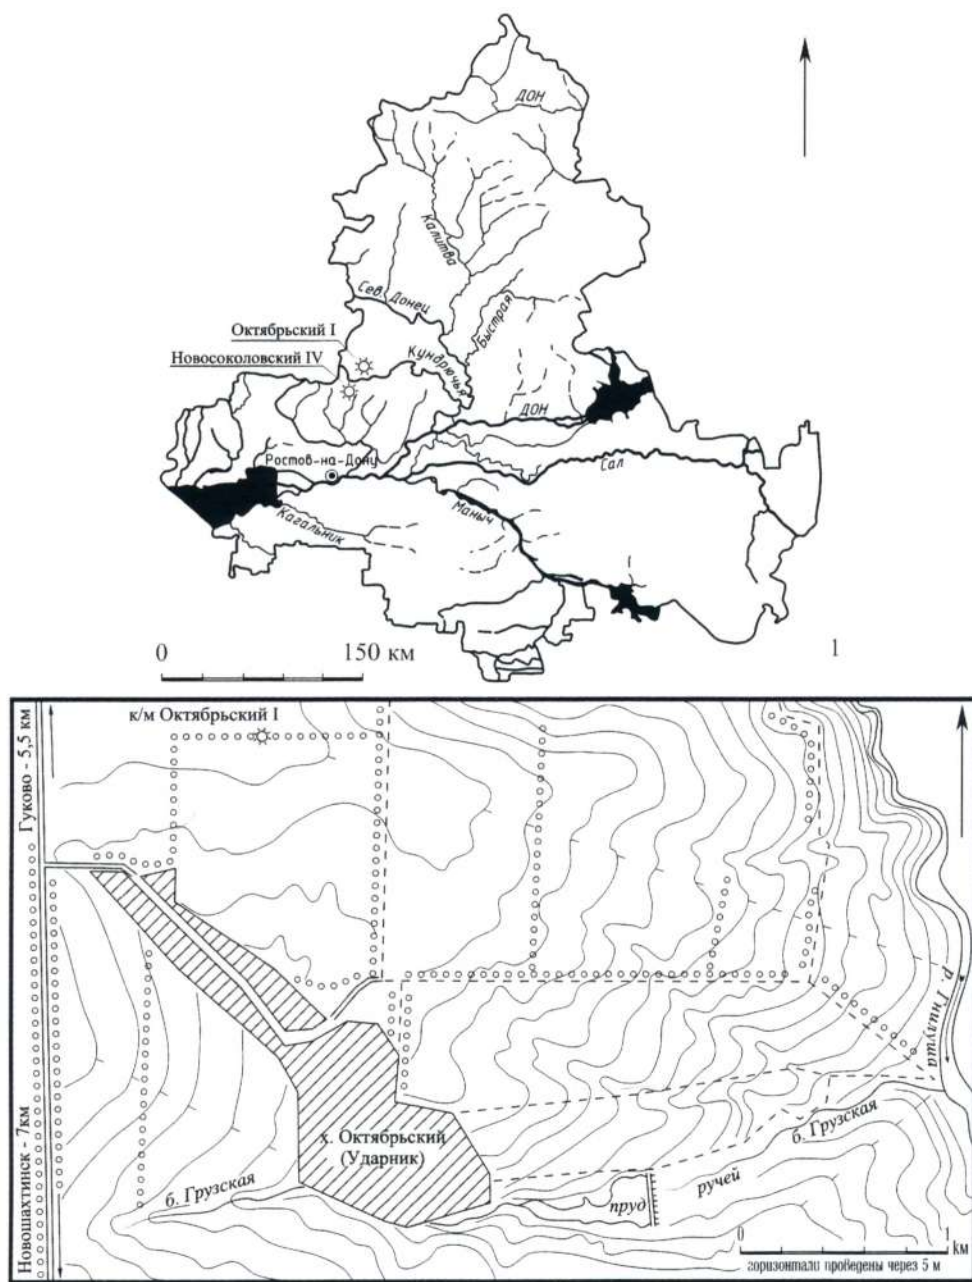 ДОН
Калитва
Сев. Донец
Быстрая
Октябрьский I
Новосоколовский IV
Кундрючья
ДОН
Ростов-на-Дону
Сал
Маныч
Кагальник
0 150 км
1
к/м Октябрьский I
Гуково - 5,5 км
р. Гнилуша
Новошахтинск - 7км
х. Октябрьский
(Ударник)
б. Грузская
б. Грузская
ручей
пруд
0 1
км
горизонтали проведены через 5 м